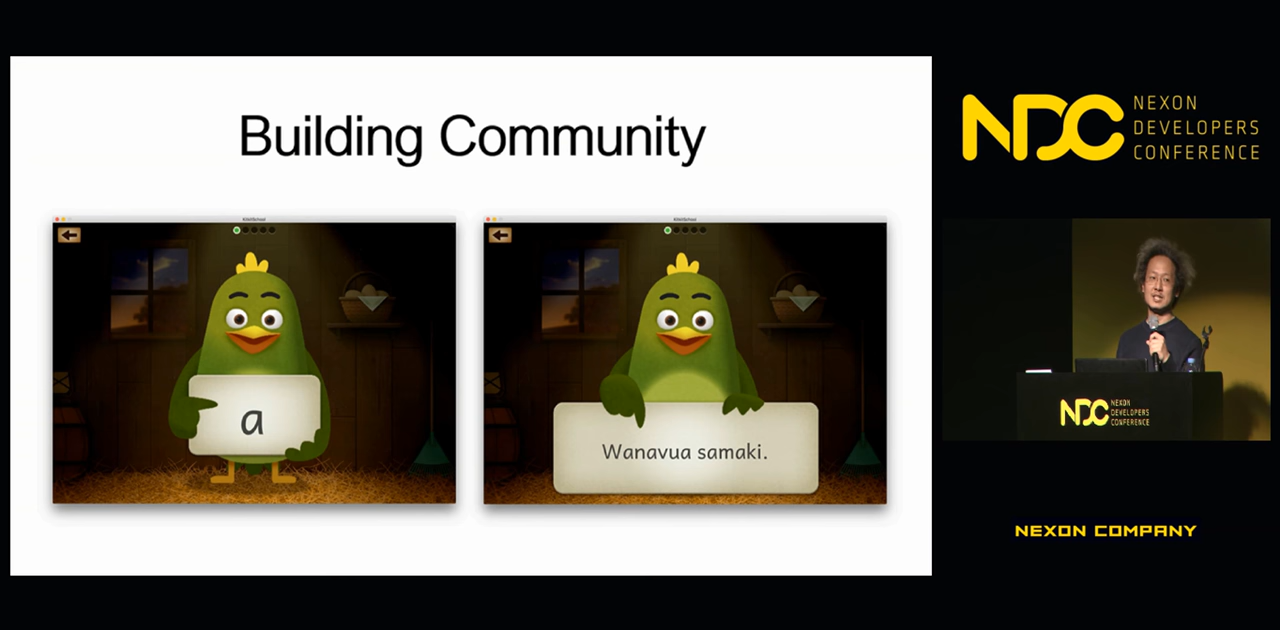 Building Community
a
Wanavua samaki.
NDC NEXON
DEVELOPERS
CONFERENCE
NDC NEXON
DEVELOPERS
CONFERENCE
NEXON COMPANY